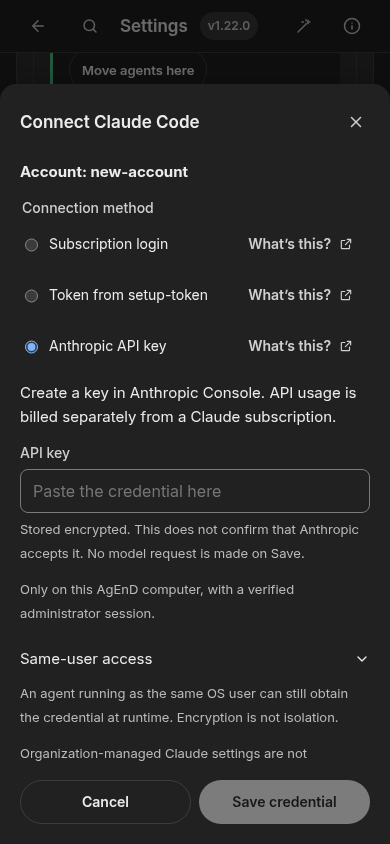 Settings v1.22.0
Move agents here
Connect Claude Code
Account: new-account
Connection method
Subscription login What's this?
Token from setup-token What's this?
Anthropic API key What's this?
Create a key in Anthropic Console. API usage is
billed separately from a Claude subscription.
API key
Paste the credential here
Stored encrypted. This does not confirm that Anthropic
accepts it. No model request is made on Save.
Only on this AgEnD computer, with a verified
administrator session.
Same-user access
An agent running as the same OS user can still obtain
the credential at runtime. Encryption is not isolation.
Organization-managed Claude settings are not
Cancel Save credential